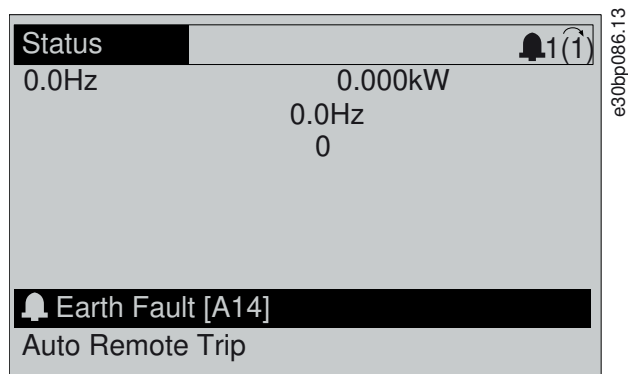 Status 1(1)
0.0Hz 0.000kW
0.0Hz
0
Earth Fault [A14]
Auto Remote Trip
e30bp086.13